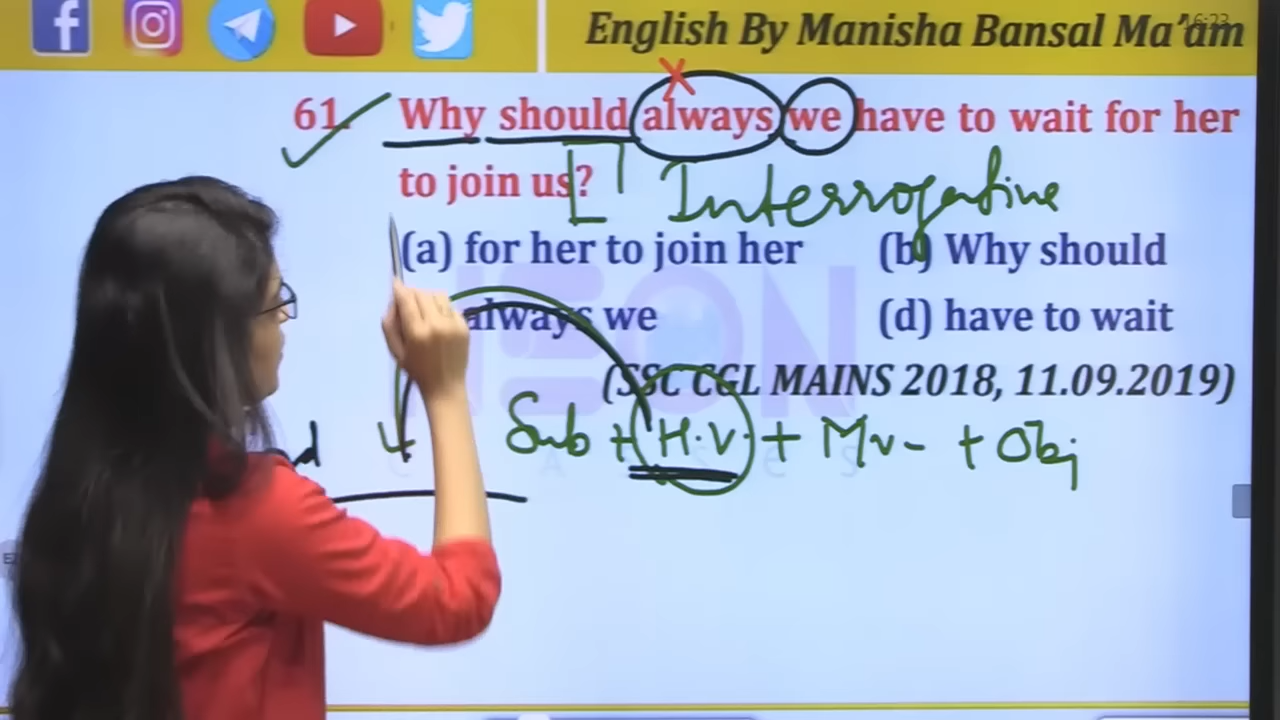 English By Manisha Bansal Ma'am
16:23
61. Why should always we have to wait for her
to join us?
Interrogative
(a) for her to join her (b) Why should
always we (d) have to wait
(SSC CGL MAINS 2018, 11.09.2019)
Sub + H.V. + Mv- + Obj